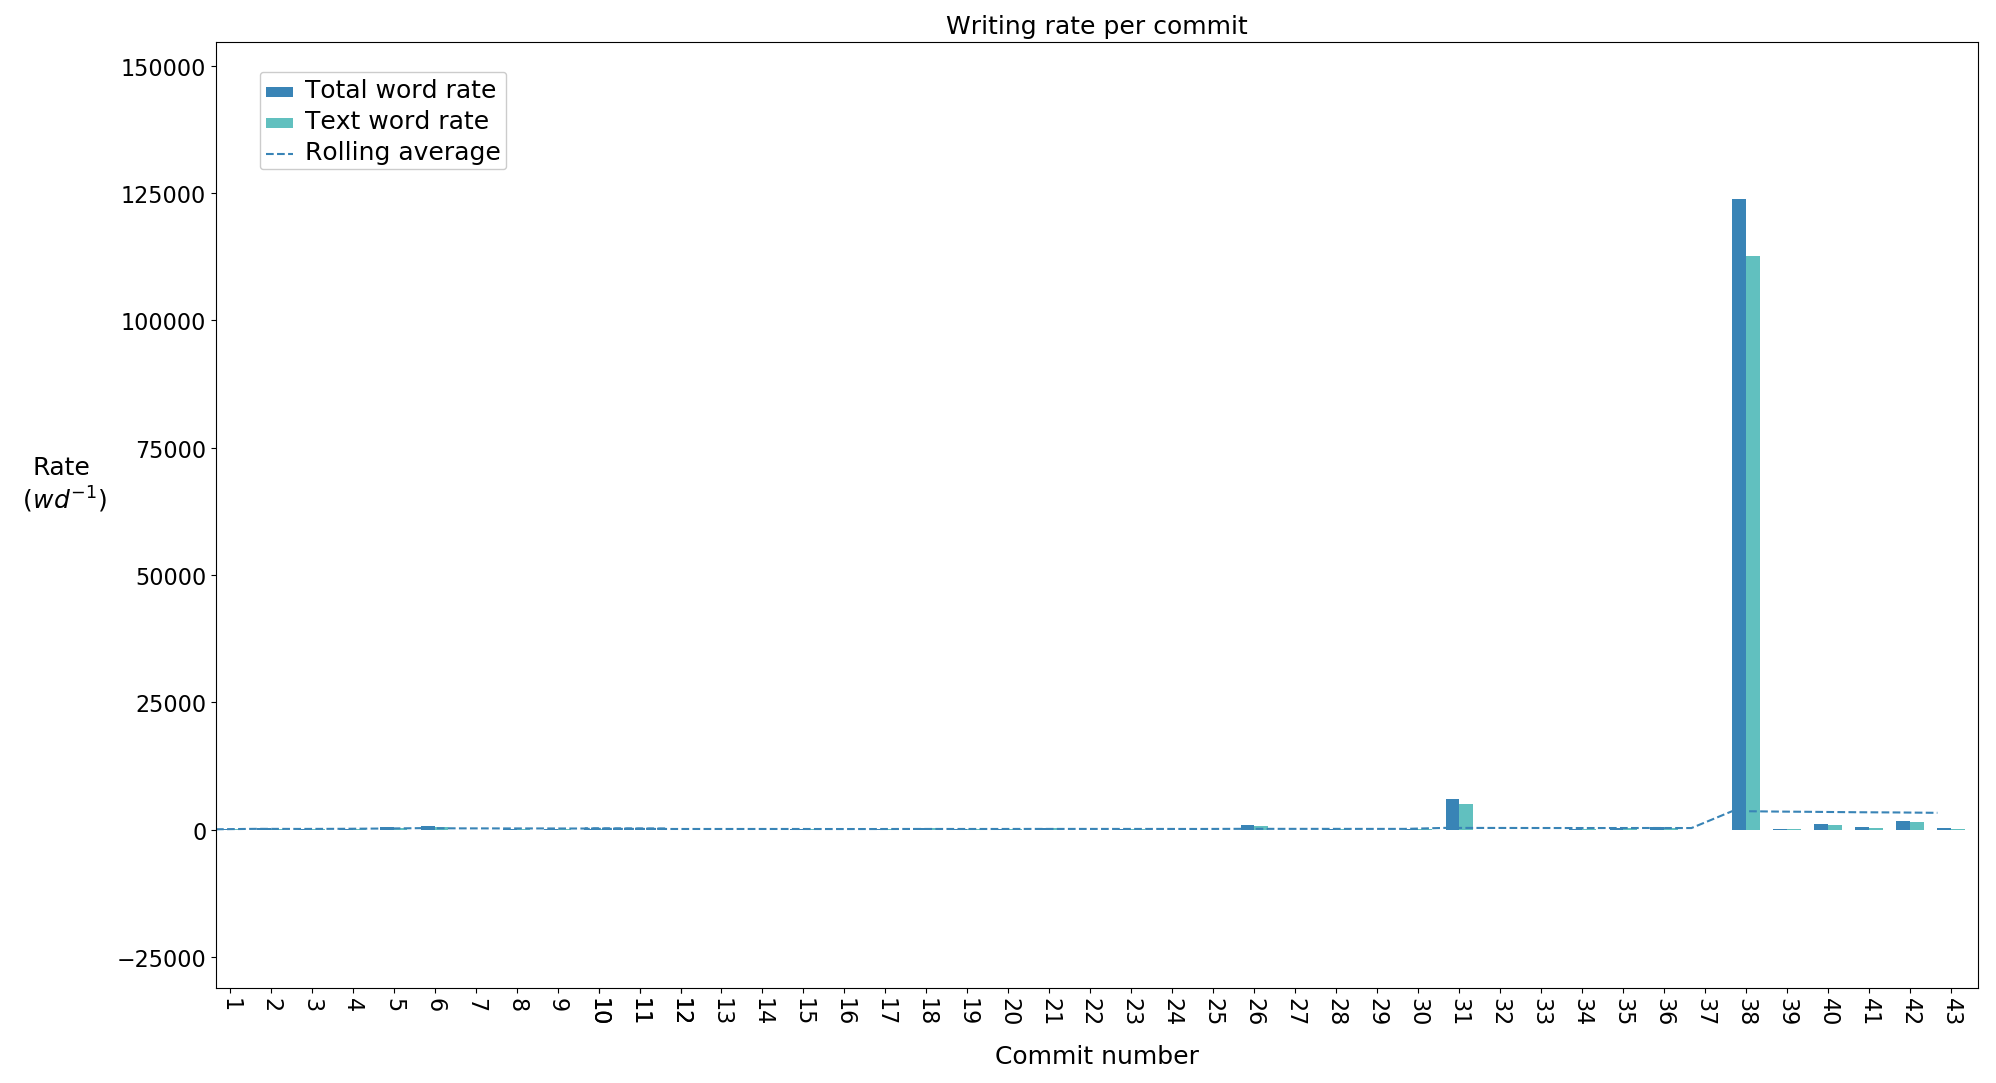 Writing rate per commit
150000
125000
100000
75000
50000
25000
0
−25000
Rate
(wd⁻¹)
Total word rate
Text word rate
Rolling average
1 2 3 4 5 6 7 8 9 10 11 12 13 14 15 16 17 18 19 20 21 22 23 24 25 26 27 28 29 30 31 32 33 34 35 36 37 38 39 40 41 42 43
Commit number